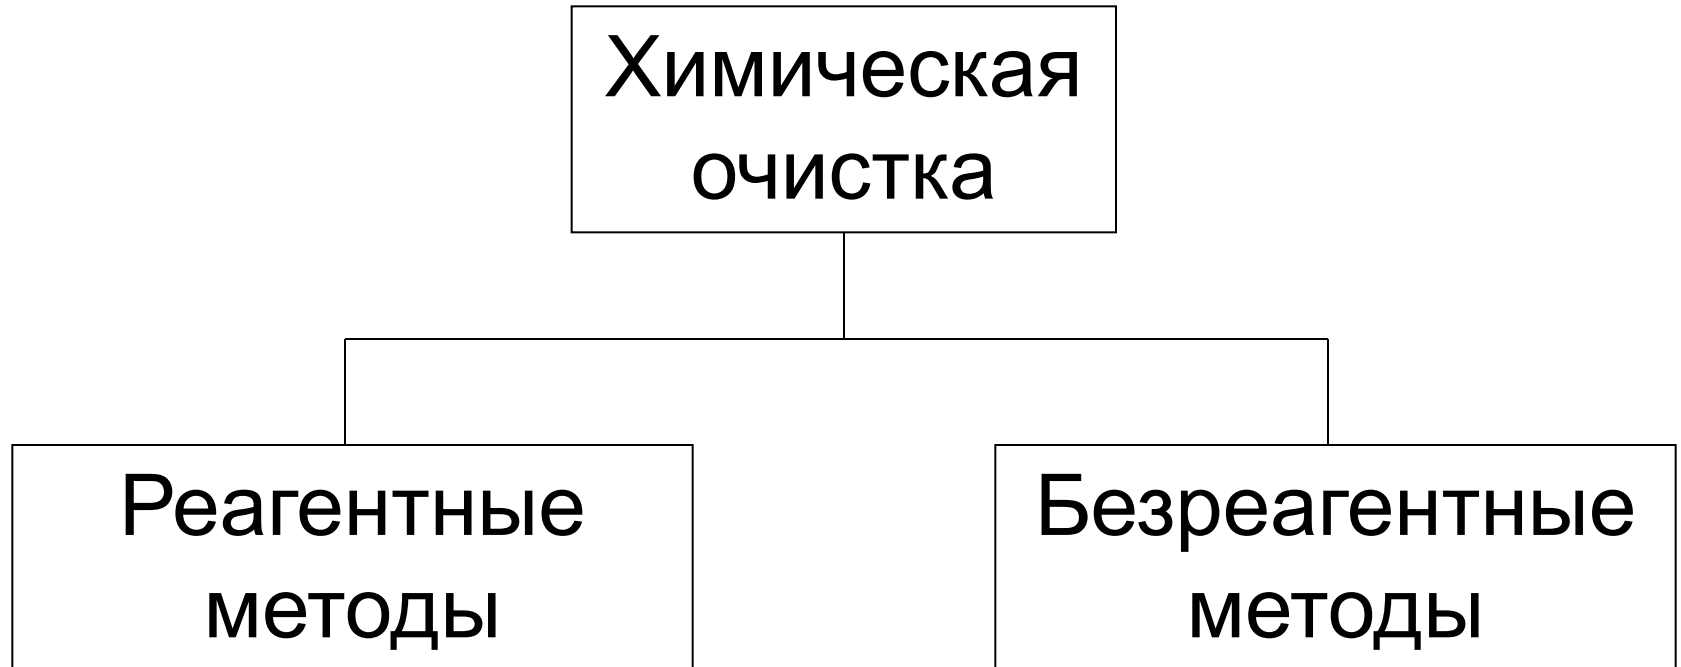 Химическая
очистка
Реагентные
методы
Безреагентные
методы